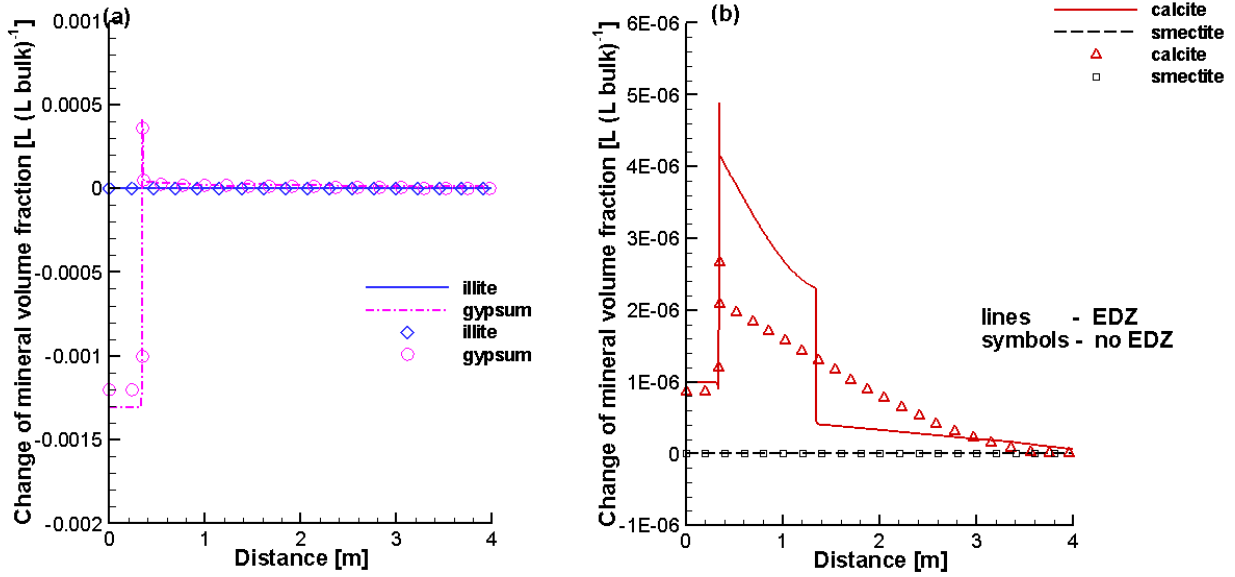 (a)
Change of mineral volume fraction [L (L bulk)⁻¹]
0.001
0.0005
0
-0.0005
-0.001
-0.0015
-0.002
illite
gypsum
illite
gypsum
0 1 2 3 4
Distance [m]
(b)
Change of mineral volume fraction [L (L bulk)⁻¹]
6E-06
5E-06
4E-06
3E-06
2E-06
1E-06
0
-1E-06
calcite
smectite
calcite
smectite
lines - EDZ
symbols - no EDZ
0 1 2 3 4
Distance [m]